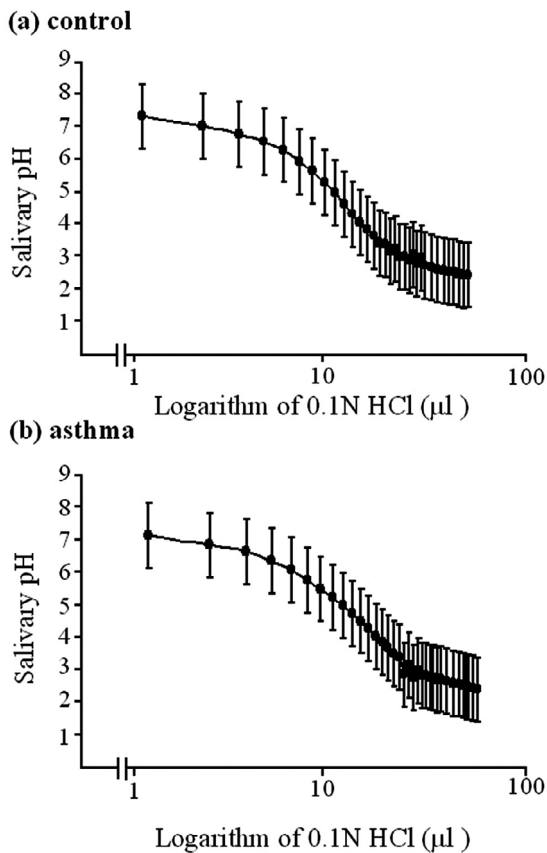 (a) control
9
8
7
6
5
4
3
2
1
Salivary pH
1 10 100
Logarithm of 0.1N HCl (µl )
(b) asthma
9
8
7
6
5
4
3
2
1
Salivary pH
1 10 100
Logarithm of 0.1N HCl (µl )